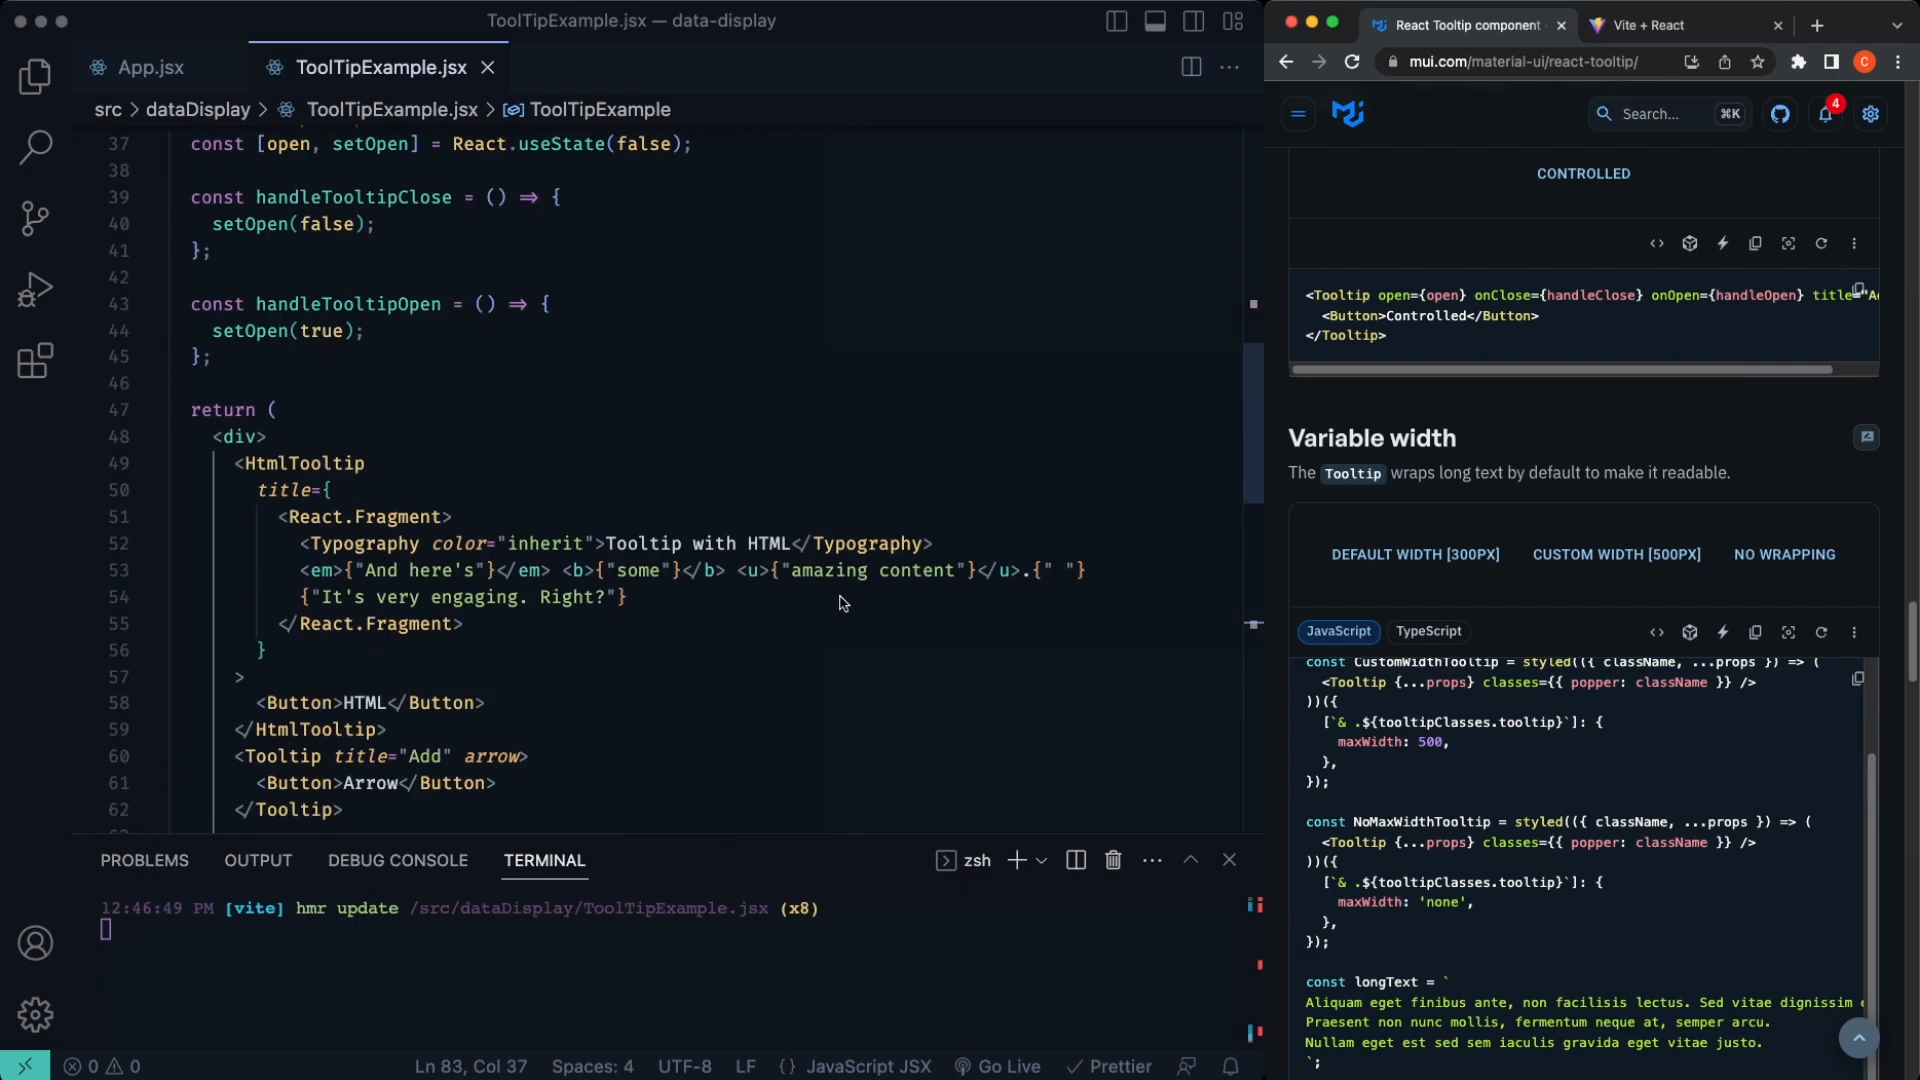 ToolTipExample.jsx — data-display
App.jsx
ToolTipExample.jsx
src > dataDisplay > ToolTipExample.jsx > ToolTipExample
37 const [open, setOpen] = React.useState(false);
38
39 const handleTooltipClose = () => {
40 setOpen(false);
41 };
42
43 const handleTooltipOpen = () => {
44 setOpen(true);
45 };
46
47 return (
48 <div>
49 <HtmlTooltip
50 title={
51 <React.Fragment>
52 <Typography color="inherit">Tooltip with HTML</Typography>
53 <em>{"And here's"}</em> <b>{"some"}</b> <u>{"amazing content"}</u>.{" "}
54 {"It's very engaging. Right?"}
55 </React.Fragment>
56 }
57 >
58 <Button>HTML</Button>
59 </HtmlTooltip>
60 <Tooltip title="Add" arrow>
61 <Button>Arrow</Button>
62 </Tooltip>
PROBLEMS OUTPUT DEBUG CONSOLE TERMINAL zsh
12:46:49 PM [vite] hmr update /src/dataDisplay/ToolTipExample.jsx (x8)
0 0 Ln 83, Col 37 Spaces: 4 UTF-8 LF {} JavaScript JSX Go Live Prettier
React Tooltip component
Vite + React
mui.com/material-ui/react-tooltip/
C
Search... ⌘K
4
CONTROLLED
<Tooltip open={open} onClose={handleClose} onOpen={handleOpen} title="A
<Button>Controlled</Button>
</Tooltip>
Variable width
The Tooltip wraps long text by default to make it readable.
DEFAULT WIDTH [300PX] CUSTOM WIDTH [500PX] NO WRAPPING
JavaScript TypeScript
const CustomWidthTooltip = styled(({ className, ...props }) => (
<Tooltip {...props} classes={{ popper: className }} />
))({
[`& .${tooltipClasses.tooltip}`]: {
maxWidth: 500,
},
});
const NoMaxWidthTooltip = styled(({ className, ...props }) => (
<Tooltip {...props} classes={{ popper: className }} />
))({
[`& .${tooltipClasses.tooltip}`]: {
maxWidth: 'none',
},
});
const longText = `
Aliquam eget finibus ante, non facilisis lectus. Sed vitae dignissim
Praesent non nunc mollis, fermentum neque at, semper arcu.
Nullam eget est sed sem iaculis gravida eget vitae justo.
`;